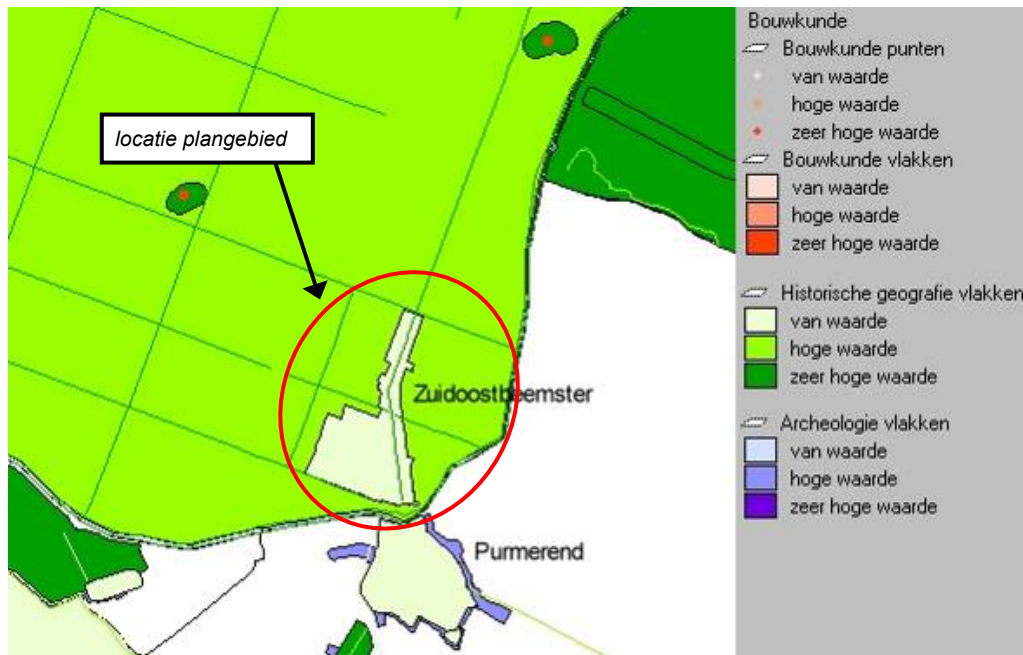 locatie plangebied
Zuidoostbeemster
Purmerend
Bouwkunde
Bouwkunde punten
van waarde
hoge waarde
zeer hoge waarde
Bouwkunde vlakken
van waarde
hoge waarde
zeer hoge waarde
Historische geografie vlakken
van waarde
hoge waarde
zeer hoge waarde
Archeologie vlakken
van waarde
hoge waarde
zeer hoge waarde